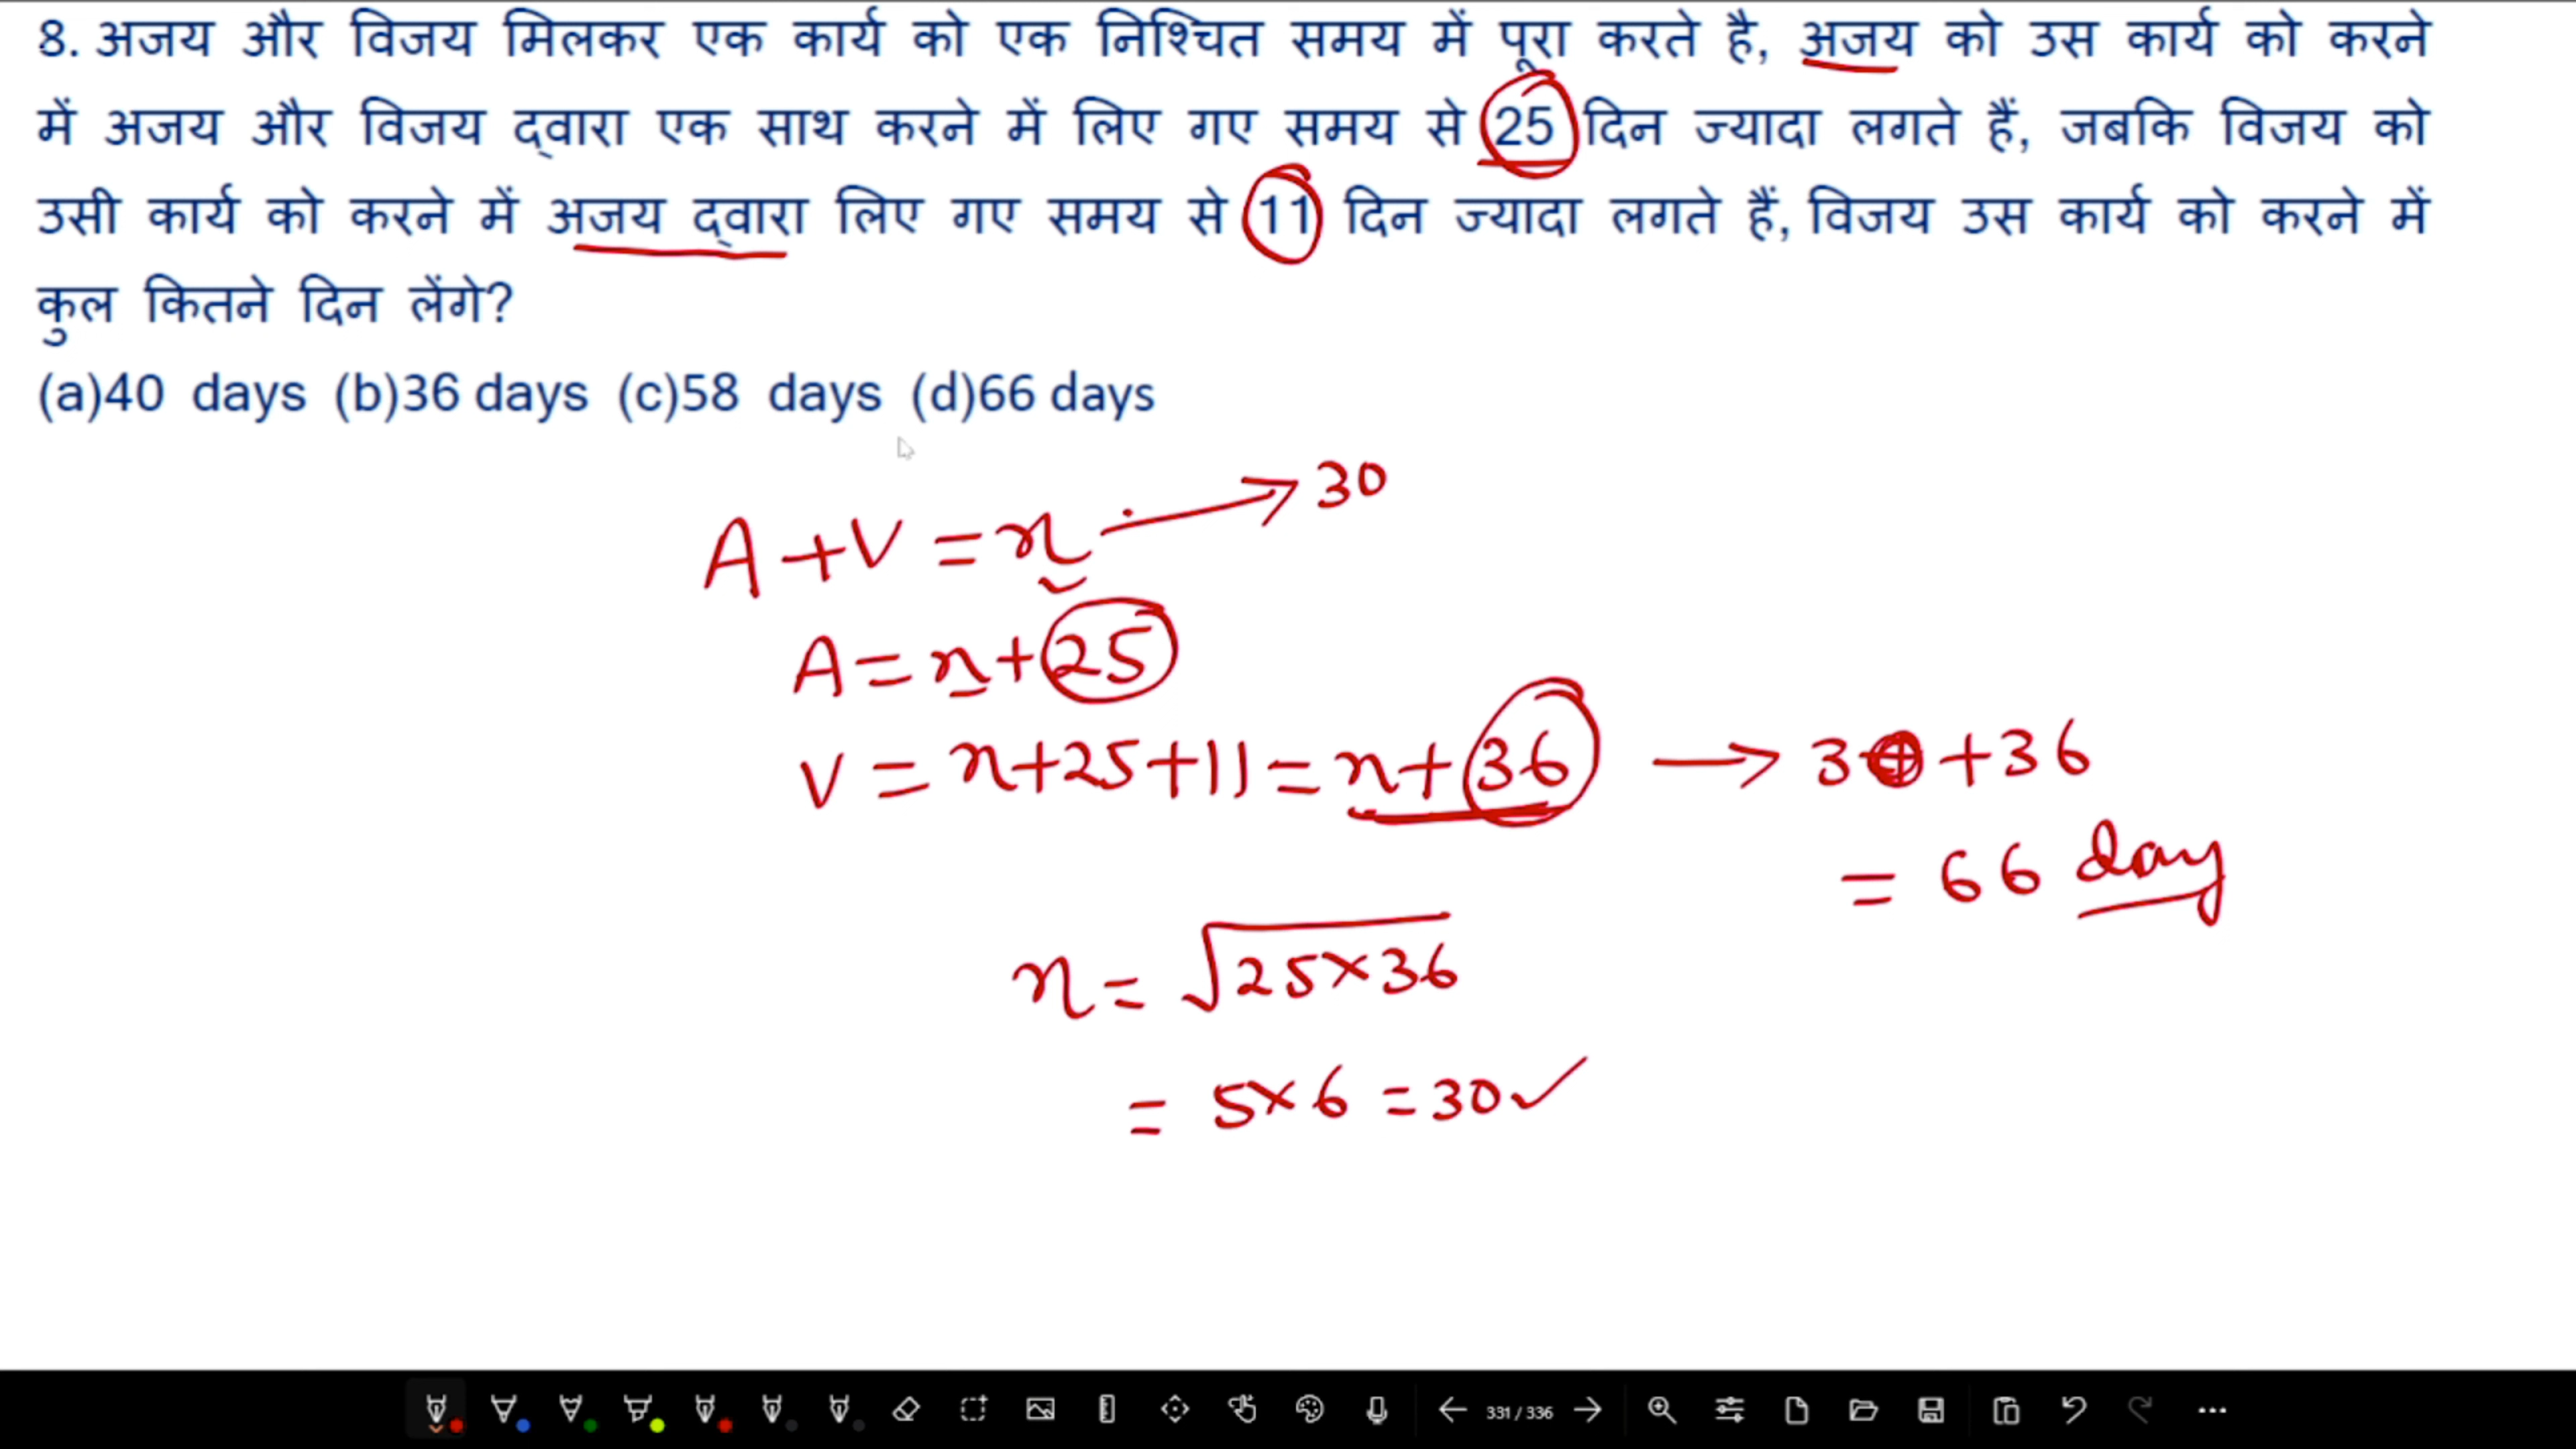 8. अजय और विजय मिलकर एक कार्य को एक निश्चित समय में पूरा करते है, अजय को उस कार्य को करने
में अजय और विजय द्वारा एक साथ करने में लिए गए समय से 25 दिन ज्यादा लगते हैं, जबकि विजय को
उसी कार्य को करने में अजय द्वारा लिए गए समय से 11 दिन ज्यादा लगते हैं, विजय उस कार्य को करने में
कुल कितने दिन लेंगे?
(a)40 days (b)36 days (c)58 days (d)66 days
A+V = x → 30
A = x+25
V = x+25+11 = x+36 → 30+36
= 66 day
x = √25×36
= 5×6 = 30 ✓
331 / 336